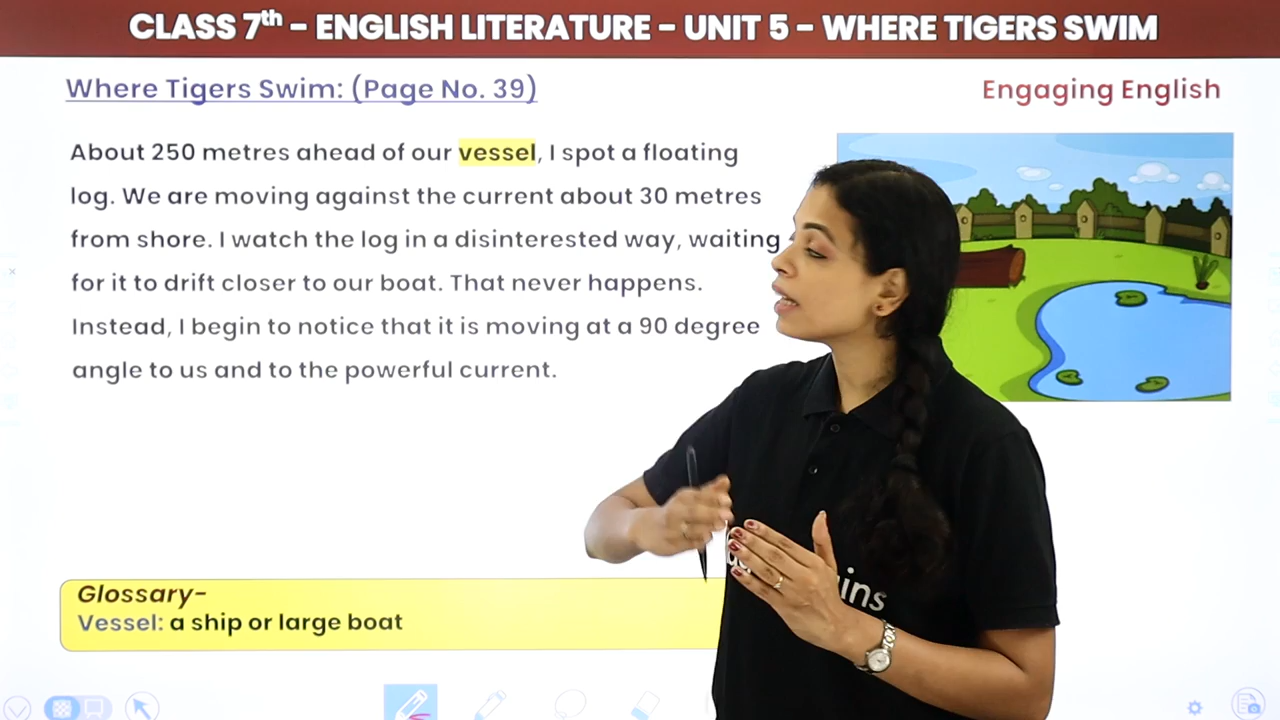 CLASS 7th – ENGLISH LITERATURE – UNIT 5 – WHERE TIGERS SWIM
Where Tigers Swim: (Page No. 39)
Engaging English
About 250 metres ahead of our vessel, I spot a floating
log. We are moving against the current about 30 metres
from shore. I watch the log in a disinterested way, waiting
for it to drift closer to our boat. That never happens.
Instead, I begin to notice that it is moving at a 90 degree
angle to us and to the powerful current.
Glossary-
Vessel: a ship or large boat